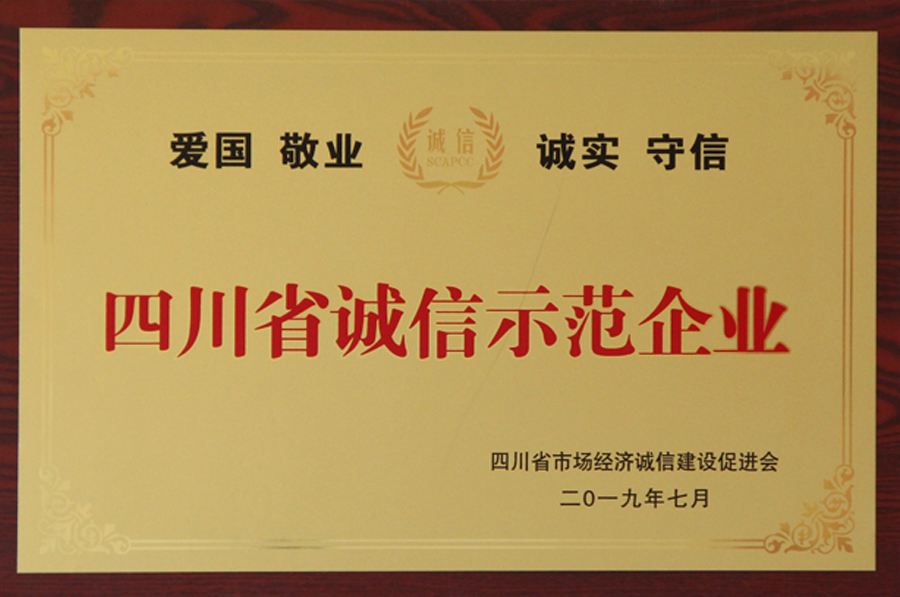 爱国 敬业 诚信 诚实 守信
SCAPCC
四川省诚信示范企业
四川省市场经济诚信建设促进会
二0一九年七月